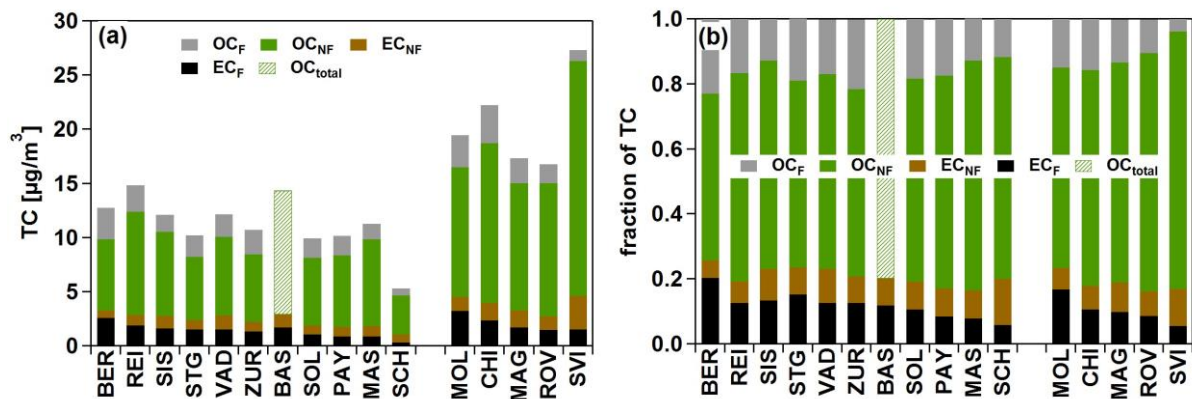 (a)
OC_F OC_NF EC_NF
EC_F OC_total
TC [µg/m³]
30
25
20
15
10
5
0
BER REI SIS STG VAD ZUR BAS SOL PAY MAS SCH MOL CHI MAG ROV SVI
(b)
fraction of TC
1.0
0.8
0.6
0.4
0.2
0.0
OC_F OC_NF EC_NF EC_F OC_total
BER REI SIS STG VAD ZUR BAS SOL PAY MAS SCH MOL CHI MAG ROV SVI